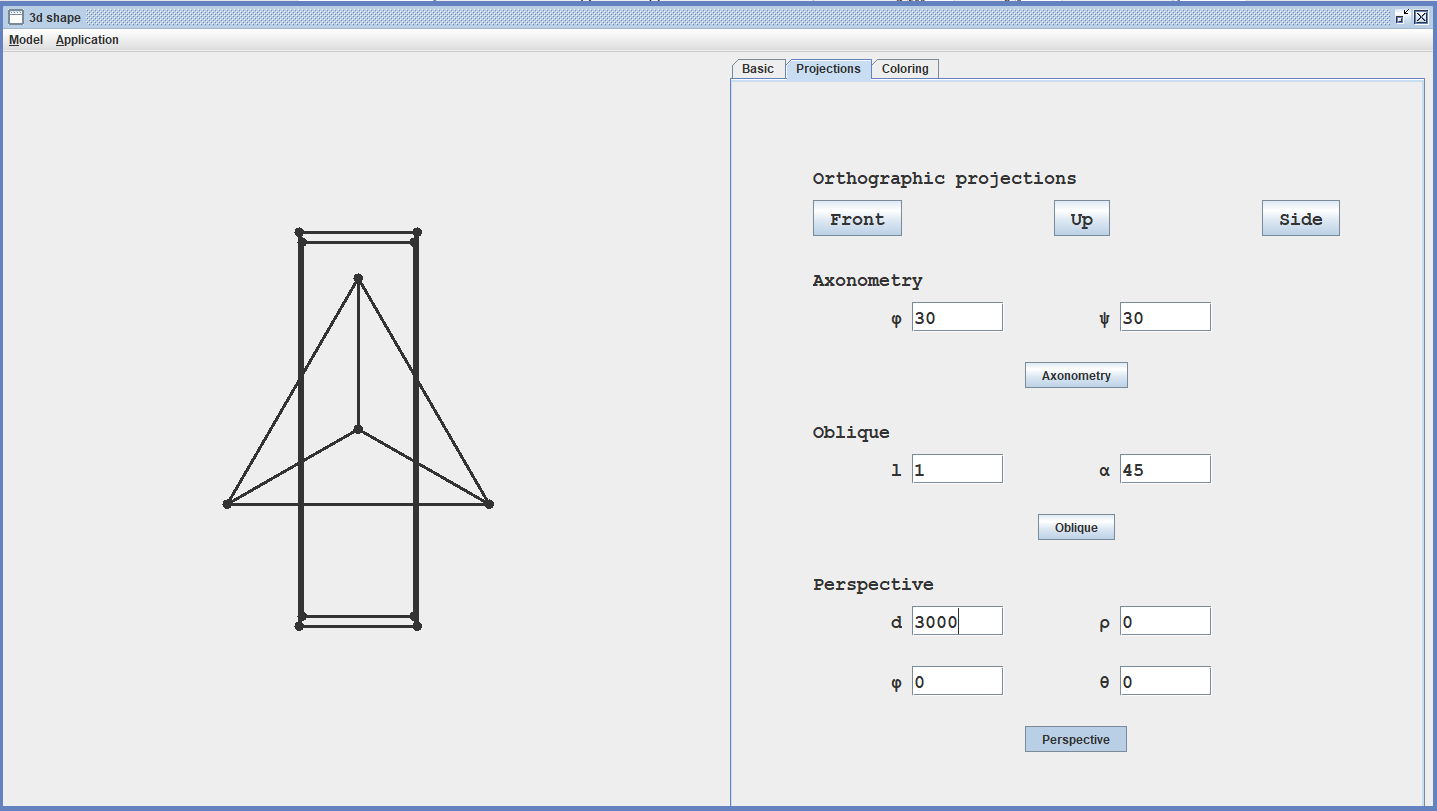 3d shape
Model Application
Basic Projections Coloring
Orthographic projections
Front Up Side
Axonometry
φ 30 ψ 30
Axonometry
Oblique
l 1 α 45
Oblique
Perspective
d 3000 ρ 0
φ 0 θ 0
Perspective